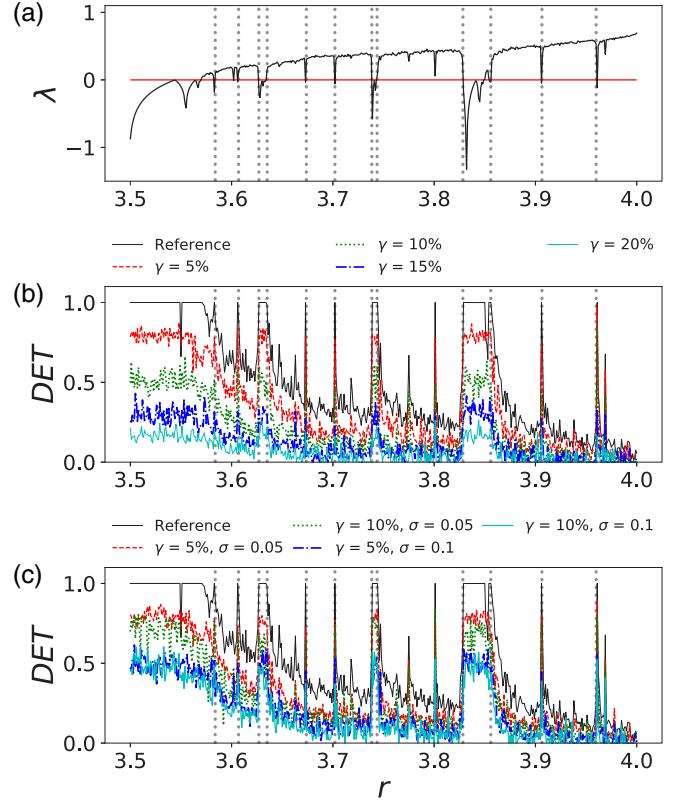 (a)
1
0
−1
λ
3.5 3.6 3.7 3.8 3.9 4.0
Reference γ = 10% γ = 20%
γ = 5% γ = 15%
(b)
1.0
0.5
0.0
DET
3.5 3.6 3.7 3.8 3.9 4.0
Reference γ = 10%, σ = 0.05 γ = 10%, σ = 0.1
γ = 5%, σ = 0.05 γ = 5%, σ = 0.1
(c)
1.0
0.5
0.0
DET
3.5 3.6 3.7 3.8 3.9 4.0
r